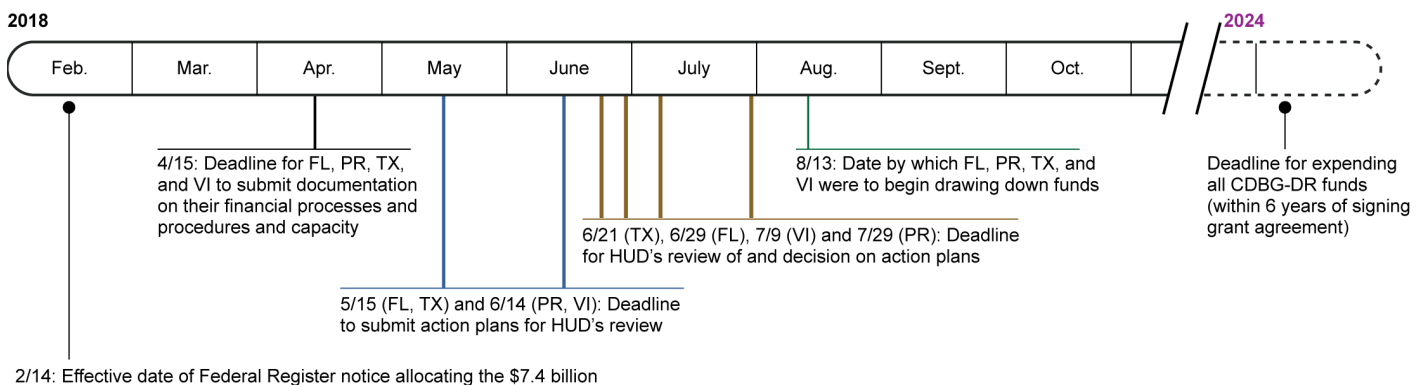 2018
2024
Feb.
Mar.
Apr.
May
June
July
Aug.
Sept.
Oct.
4/15: Deadline for FL, PR, TX,
and VI to submit documentation
on their financial processes and
procedures and capacity
8/13: Date by which FL, PR, TX, and
VI were to begin drawing down funds
Deadline for expending
all CDBG-DR funds
(within 6 years of signing
grant agreement)
6/21 (TX), 6/29 (FL), 7/9 (VI) and 7/29 (PR): Deadline
for HUD’s review of and decision on action plans
5/15 (FL, TX) and 6/14 (PR, VI): Deadline
to submit action plans for HUD’s review
2/14: Effective date of Federal Register notice allocating the $7.4 billion